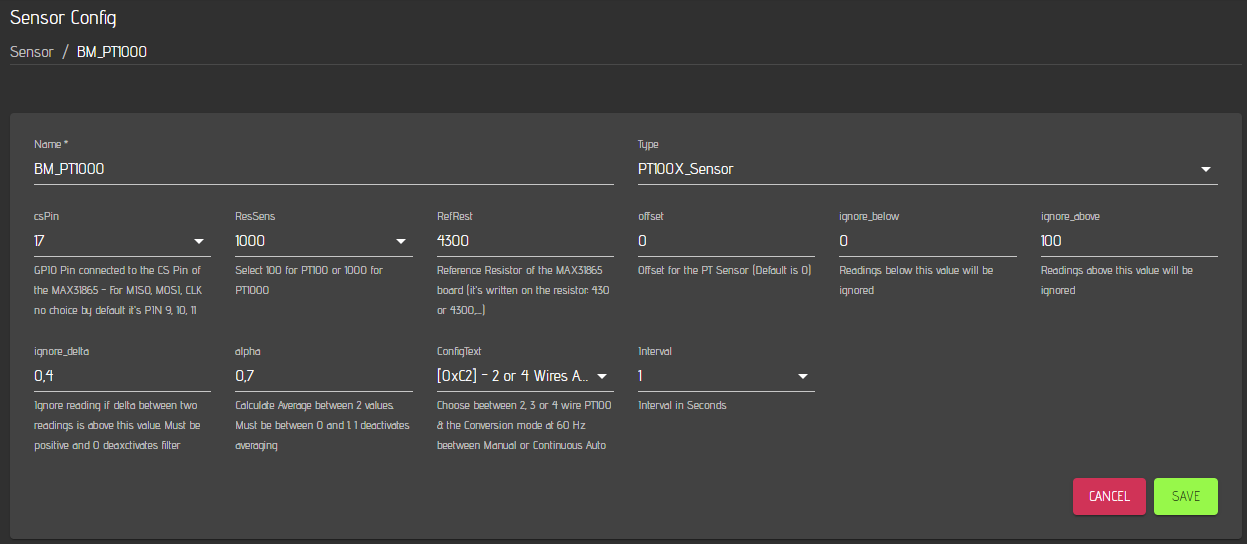 Sensor Config
Sensor / BM_PT1000
Name *
BM_PT1000
Type
PT100X_Sensor
csPin
17
GPIO Pin connected to the CS Pin of
the MAX31865 - For MISO, MOSI, CLK
no choice by default it's PIN 9, 10, 11
ResSens
1000
Select 100 for PT100 or 1000 for
PT1000
RefRest
4300
Reference Resistor of the MAX31865
board (it's written on the resistor: 430
or 4300,...)
offset
0
Offset for the PT Sensor (Default is 0)
ignore_below
0
Readings below this value will be
ignored
ignore_above
100
Readings above this value will be
ignored
ignore_delta
0,4
Ignore reading if delta between two
readings is above this value. Must be
positive and 0 deaxctivates filter
alpha
0,7
Calculate Average between 2 values.
Must be between 0 and 1. 1 deactivates
averaging
ConfigText
[0xC2] - 2 or 4 Wires A...
Choose beetween 2, 3 or 4 wire PT100
& the Conversion mode at 60 Hz
beetween Manual or Continuous Auto
Interval
1
Interval in Seconds
CANCEL
SAVE